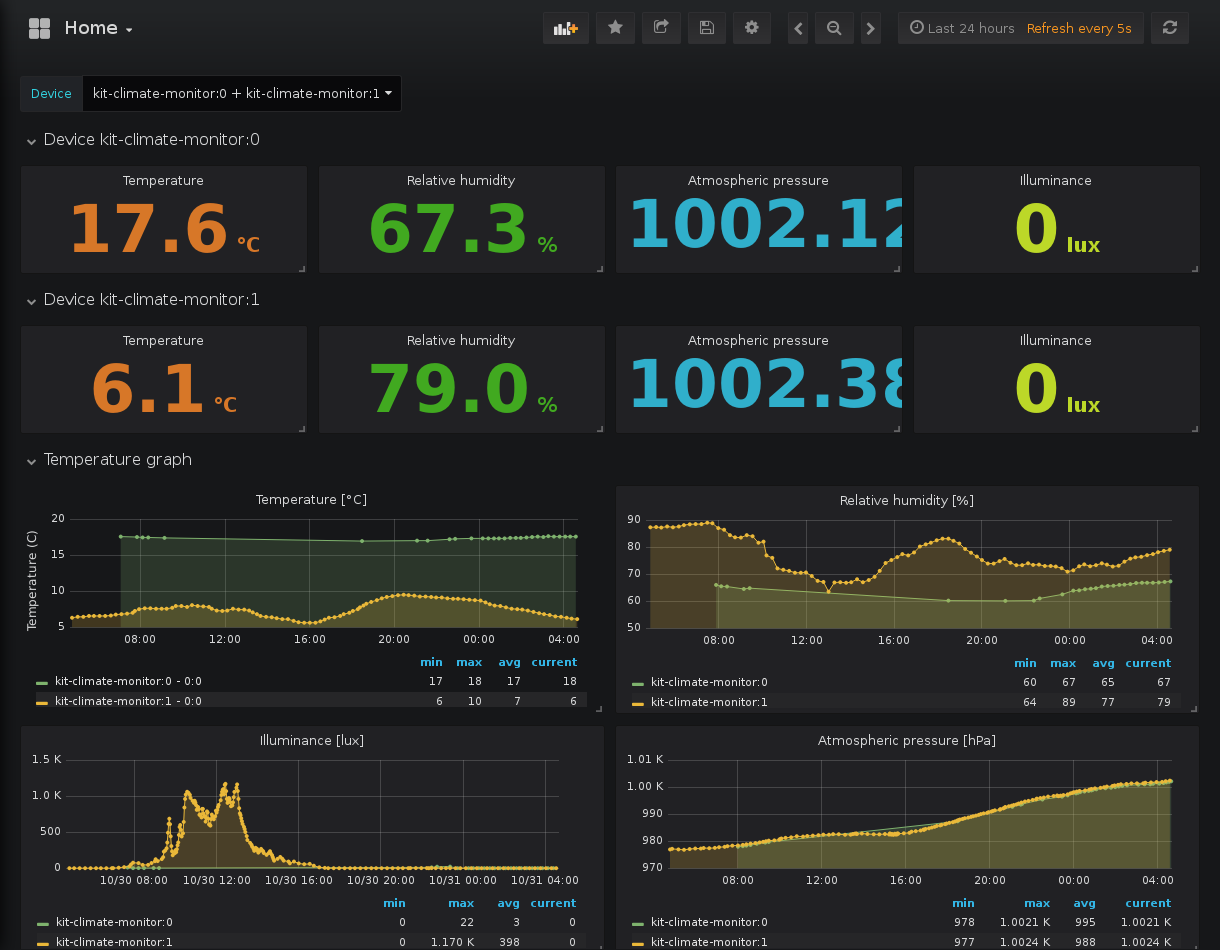 Home
Last 24 hours Refresh every 5s
Device kit-climate-monitor:0 + kit-climate-monitor:1
Device kit-climate-monitor:0
Temperature Relative humidity Atmospheric pressure Illuminance
17.6 °C 67.3 % 1002.12 0 lux
Device kit-climate-monitor:1
Temperature Relative humidity Atmospheric pressure Illuminance
6.1 °C 79.0 % 1002.38 0 lux
Temperature graph
Temperature [°C]
Temperature (C)
20
15
10
5
08:00 12:00 16:00 20:00 00:00 04:00
min max avg current
kit-climate-monitor:0 - 0:0 17 18 17 18
kit-climate-monitor:1 - 0:0 6 10 7 6
Relative humidity [%]
90
80
70
60
50
08:00 12:00 16:00 20:00 00:00 04:00
min max avg current
kit-climate-monitor:0 60 67 65 67
kit-climate-monitor:1 64 89 77 79
Illuminance [lux]
1.5 K
1.0 K
500
0
10/30 08:00 10/30 12:00 10/30 16:00 10/30 20:00 10/31 00:00 10/31 04:00
min max avg current
kit-climate-monitor:0 0 22 3 0
kit-climate-monitor:1 0 1.170 K 398 0
Atmospheric pressure [hPa]
1.01 K
1.00 K
990
980
970
08:00 12:00 16:00 20:00 00:00 04:00
min max avg current
kit-climate-monitor:0 978 1.0021 K 995 1.0021 K
kit-climate-monitor:1 977 1.0024 K 988 1.0024 K